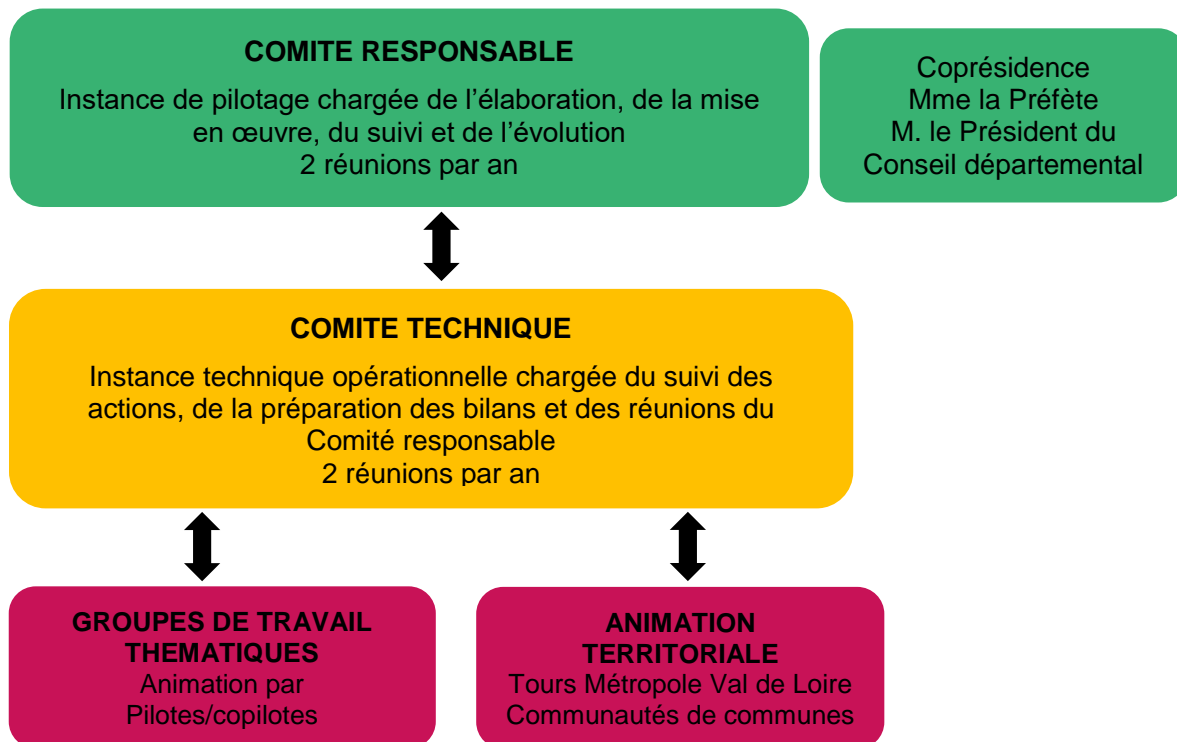 COMITE RESPONSABLE
Instance de pilotage chargée de l’élaboration, de la mise
en œuvre, du suivi et de l’évolution
2 réunions par an
Coprésidence
Mme la Préfète
M. le Président du
Conseil départemental
COMITE TECHNIQUE
Instance technique opérationnelle chargée du suivi des
actions, de la préparation des bilans et des réunions du
Comité responsable
2 réunions par an
GROUPES DE TRAVAIL
THEMATIQUES
Animation par
Pilotes/copilotes
ANIMATION
TERRITORIALE
Tours Métropole Val de Loire
Communautés de communes